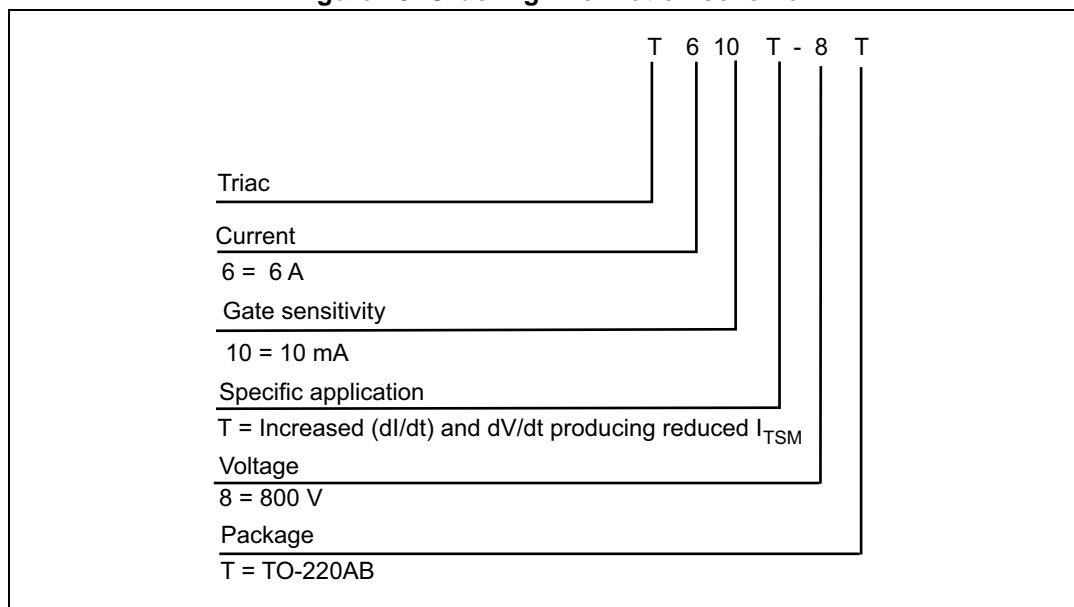 T 6 10 T - 8 T
Triac
Current
6 = 6 A
Gate sensitivity
10 = 10 mA
Specific application
T = Increased (dI/dt) and dV/dt producing reduced ITSM
Voltage
8 = 800 V
Package
T = TO-220AB